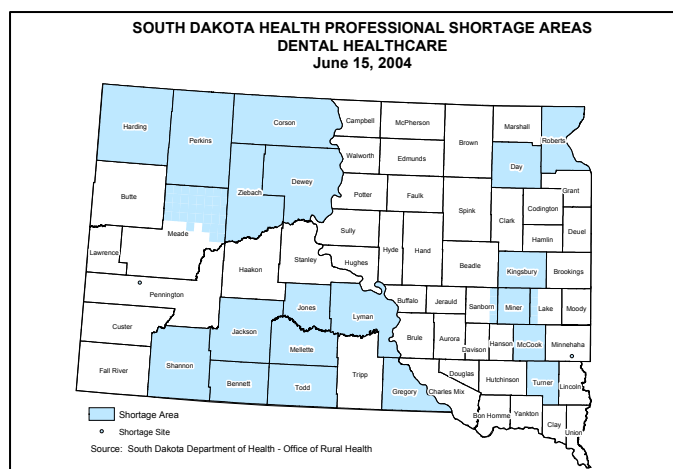 SOUTH DAKOTA HEALTH PROFESSIONAL SHORTAGE AREAS
DENTAL HEALTHCARE
June 15, 2004
Harding
Perkins
Corson
Campbell
McPherson
Brown
Marshall
Roberts
Walworth
Edmunds
Day
Butte
Ziebach
Dewey
Potter
Faulk
Spink
Clark
Codington
Grant
Meade
Sully
Hyde
Hand
Hamlin
Deuel
Lawrence
Haakon
Stanley
Hughes
Beadle
Kingsbury
Brookings
Pennington
Jones
Lyman
Buffalo
Jerauld
Sanborn
Miner
Lake
Moody
Custer
Jackson
Mellette
Brule
Aurora
Davison
Hanson
McCook
Minnehaha
Fall River
Shannon
Bennett
Todd
Tripp
Gregory
Charles Mix
Douglas
Hutchinson
Turner
Lincoln
Bon Homme
Yankton
Clay
Union
Shortage Area
Shortage Site
Source: South Dakota Department of Health - Office of Rural Health